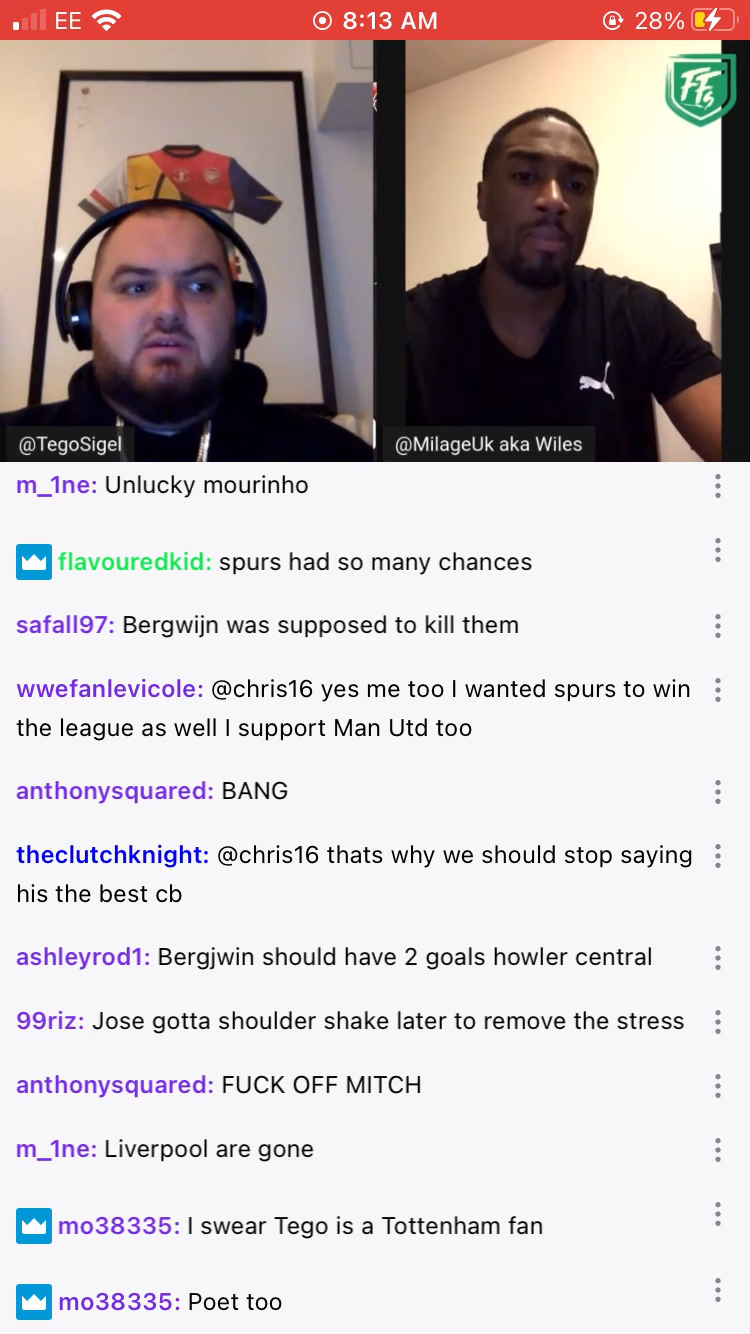 EE
8:13 AM
28%
FFs
@TegoSigel
@MilageUk aka Wiles
m_1ne: Unlucky mourinho
flavouredkid: spurs had so many chances
safall97: Bergwijn was supposed to kill them
wwefanlevicole: @chris16 yes me too I wanted spurs to win
the league as well I support Man Utd too
anthonysquared: BANG
theclutchknight: @chris16 thats why we should stop saying
his the best cb
ashleyrod1: Bergjwin should have 2 goals howler central
99riz: Jose gotta shoulder shake later to remove the stress
anthonysquared: FUCK OFF MITCH
m_1ne: Liverpool are gone
mo38335: I swear Tego is a Tottenham fan
mo38335: Poet too